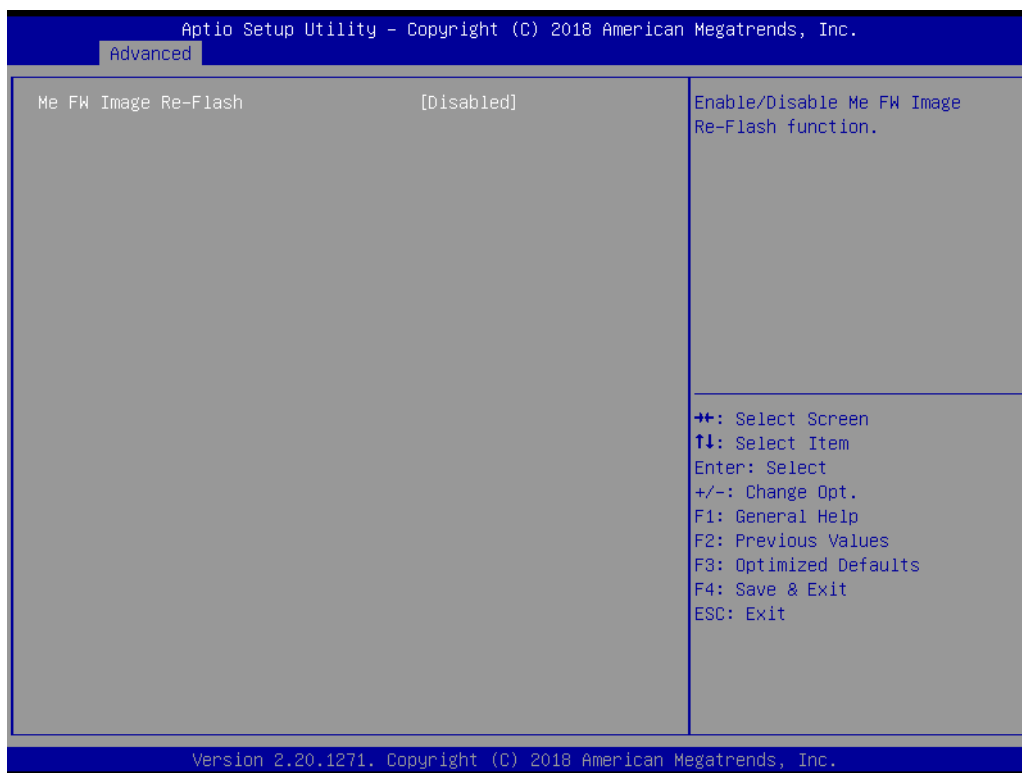 Aptio Setup Utility – Copyright (C) 2018 American Megatrends, Inc.
Advanced
Me FW Image Re-Flash [Disabled]
Enable/Disable Me FW Image
Re-Flash function.
→←: Select Screen
↑↓: Select Item
Enter: Select
+/-: Change Opt.
F1: General Help
F2: Previous Values
F3: Optimized Defaults
F4: Save & Exit
ESC: Exit
Version 2.20.1271. Copyright (C) 2018 American Megatrends, Inc.